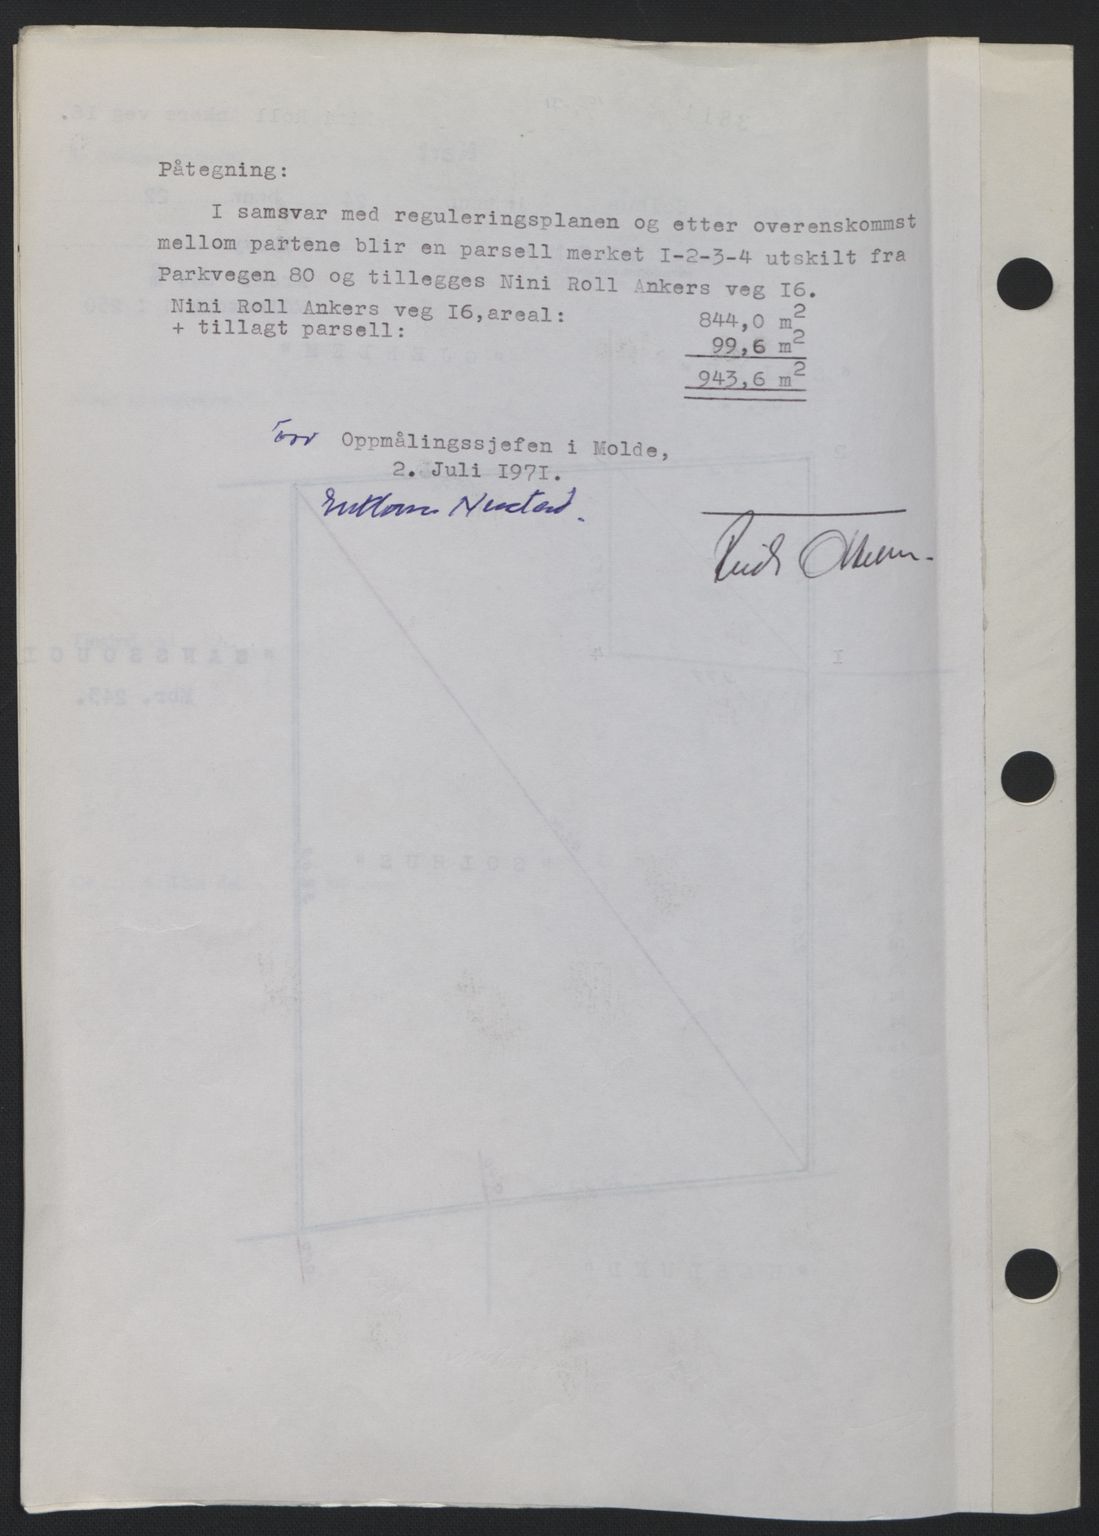 Påtegning:
I samsvar med reguleringsplanen og etter overenskommst
mellom partene blir en parsell merket I-2-3-4 utskilt fra
Parkvegen 80 og tillegges Nini Roll Ankers veg I6.
Nini Roll Ankers veg I6,areal: 844,0 m2
+ tillagt parsell: 99,6 m2
943,6 m2
for Oppmålingssjefen i Molde,
2. Juli I97I.